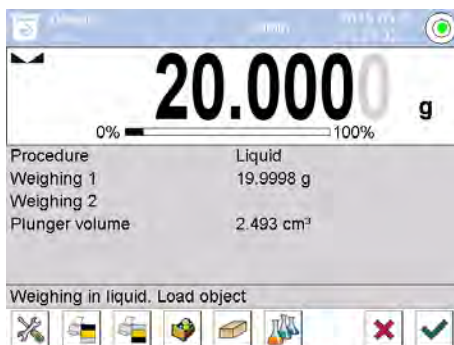 20.0000 g
0% 100%
Procedure Liquid
Weighing 1 19.9998 g
Weighing 2
Plunger volume 2.493 cm³
Weighing in liquid. Load object